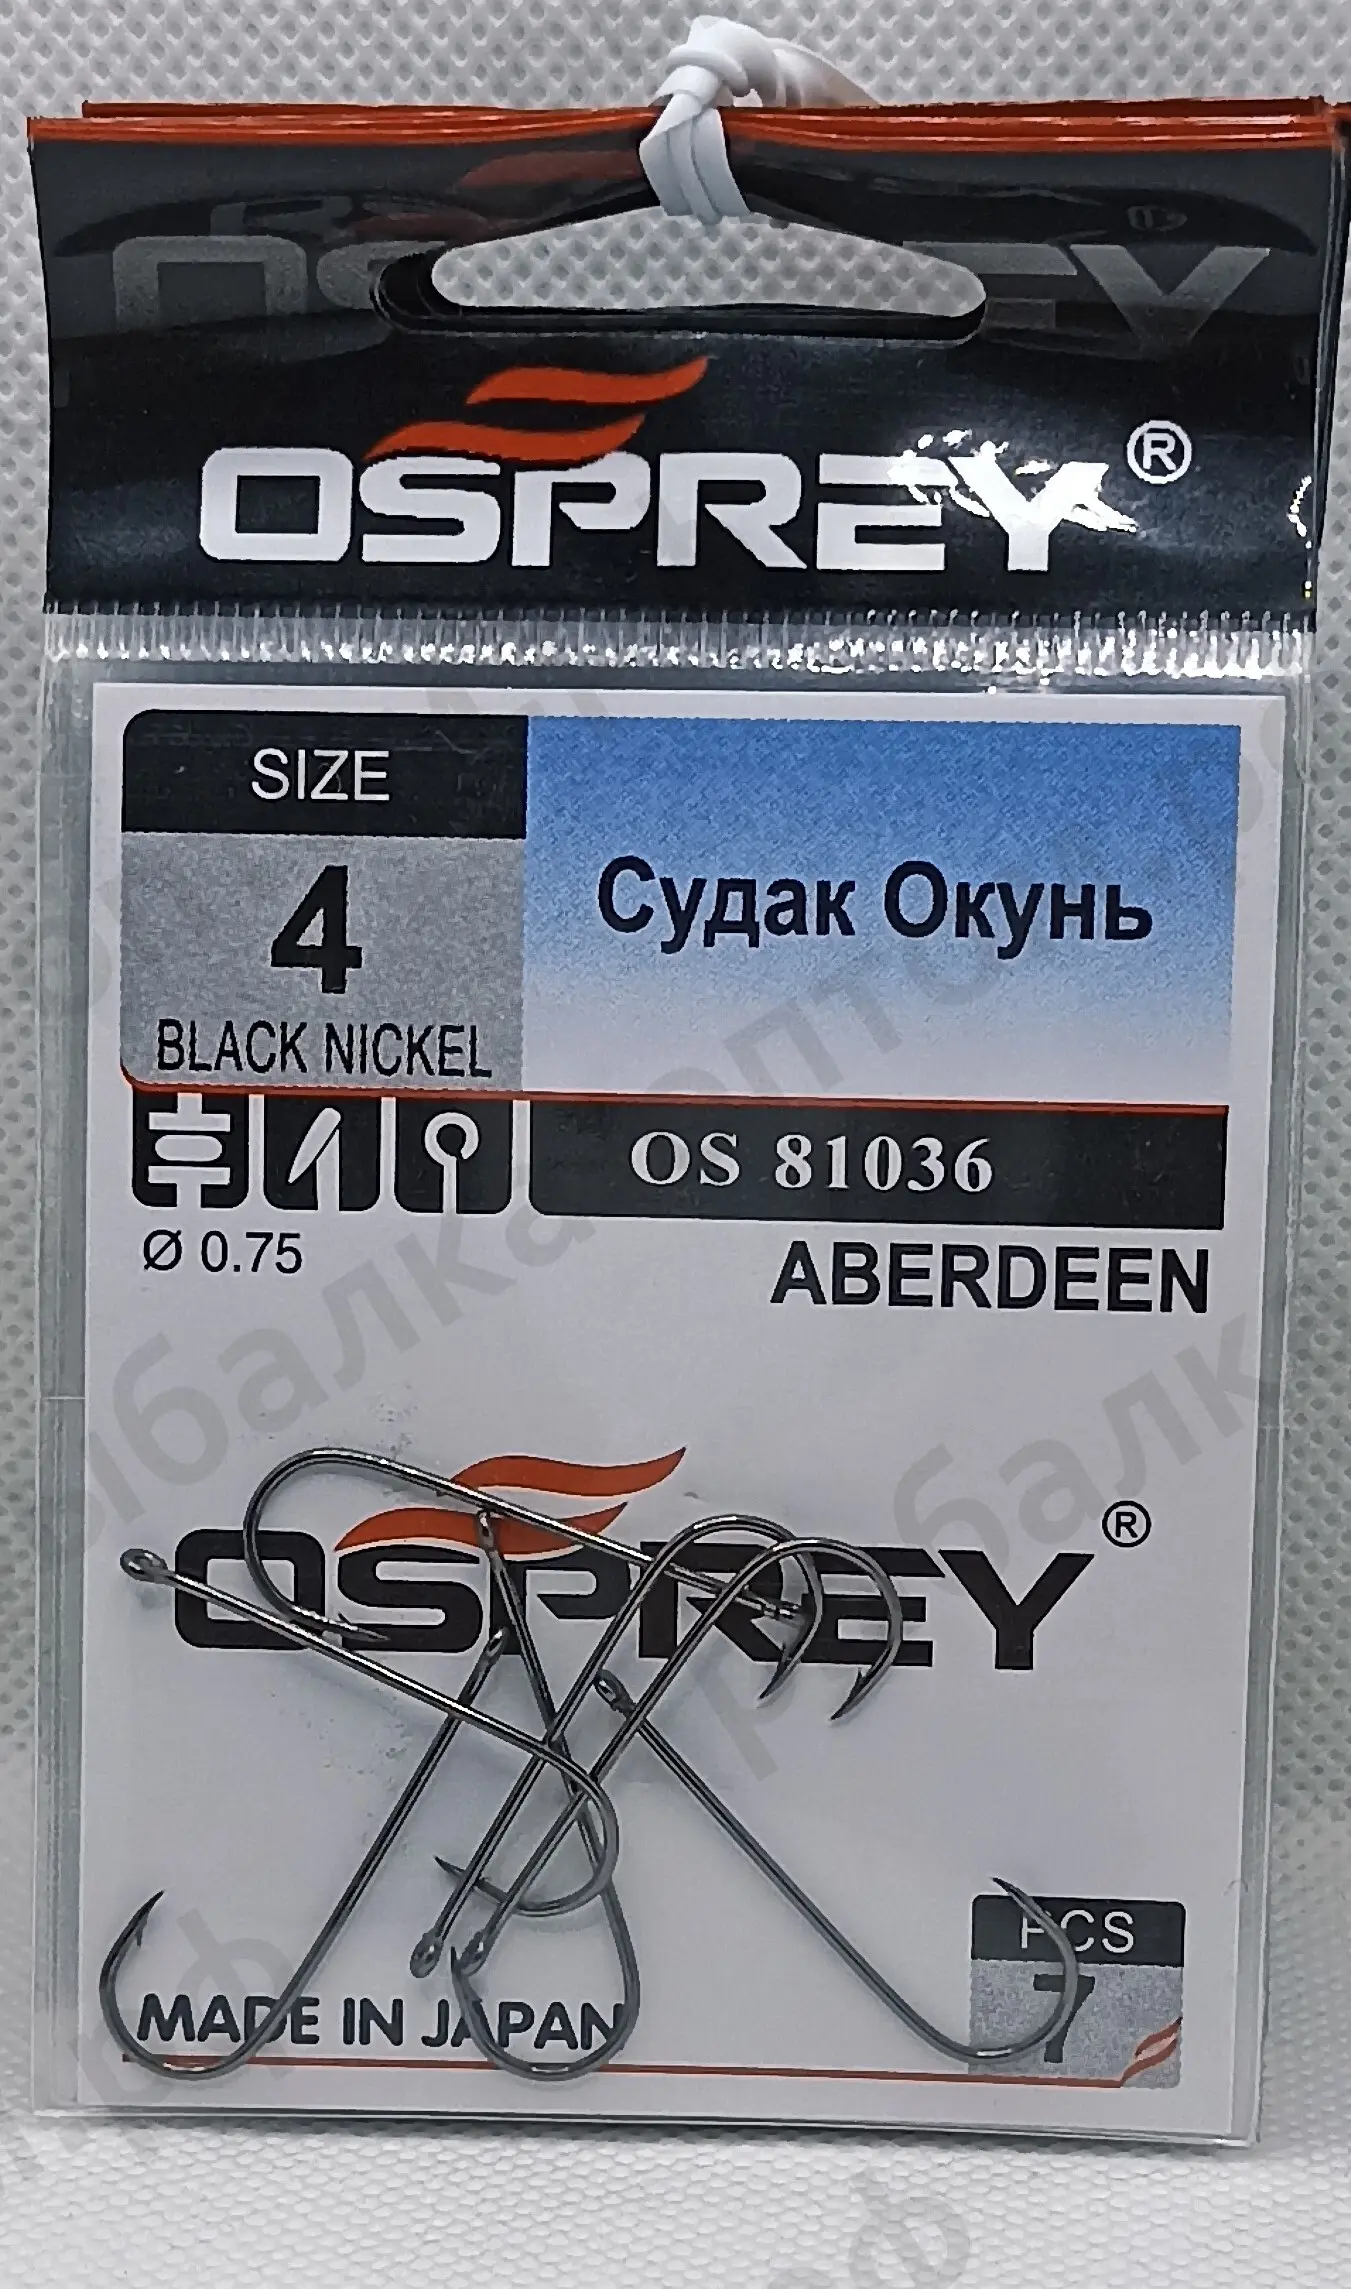 OSPREY®
SIZE
4
BLACK NICKEL
Судак Окунь
OS 81036
Ø 0.75
ABERDEEN
OSPREY®
PCS
7
MADE IN JAPAN